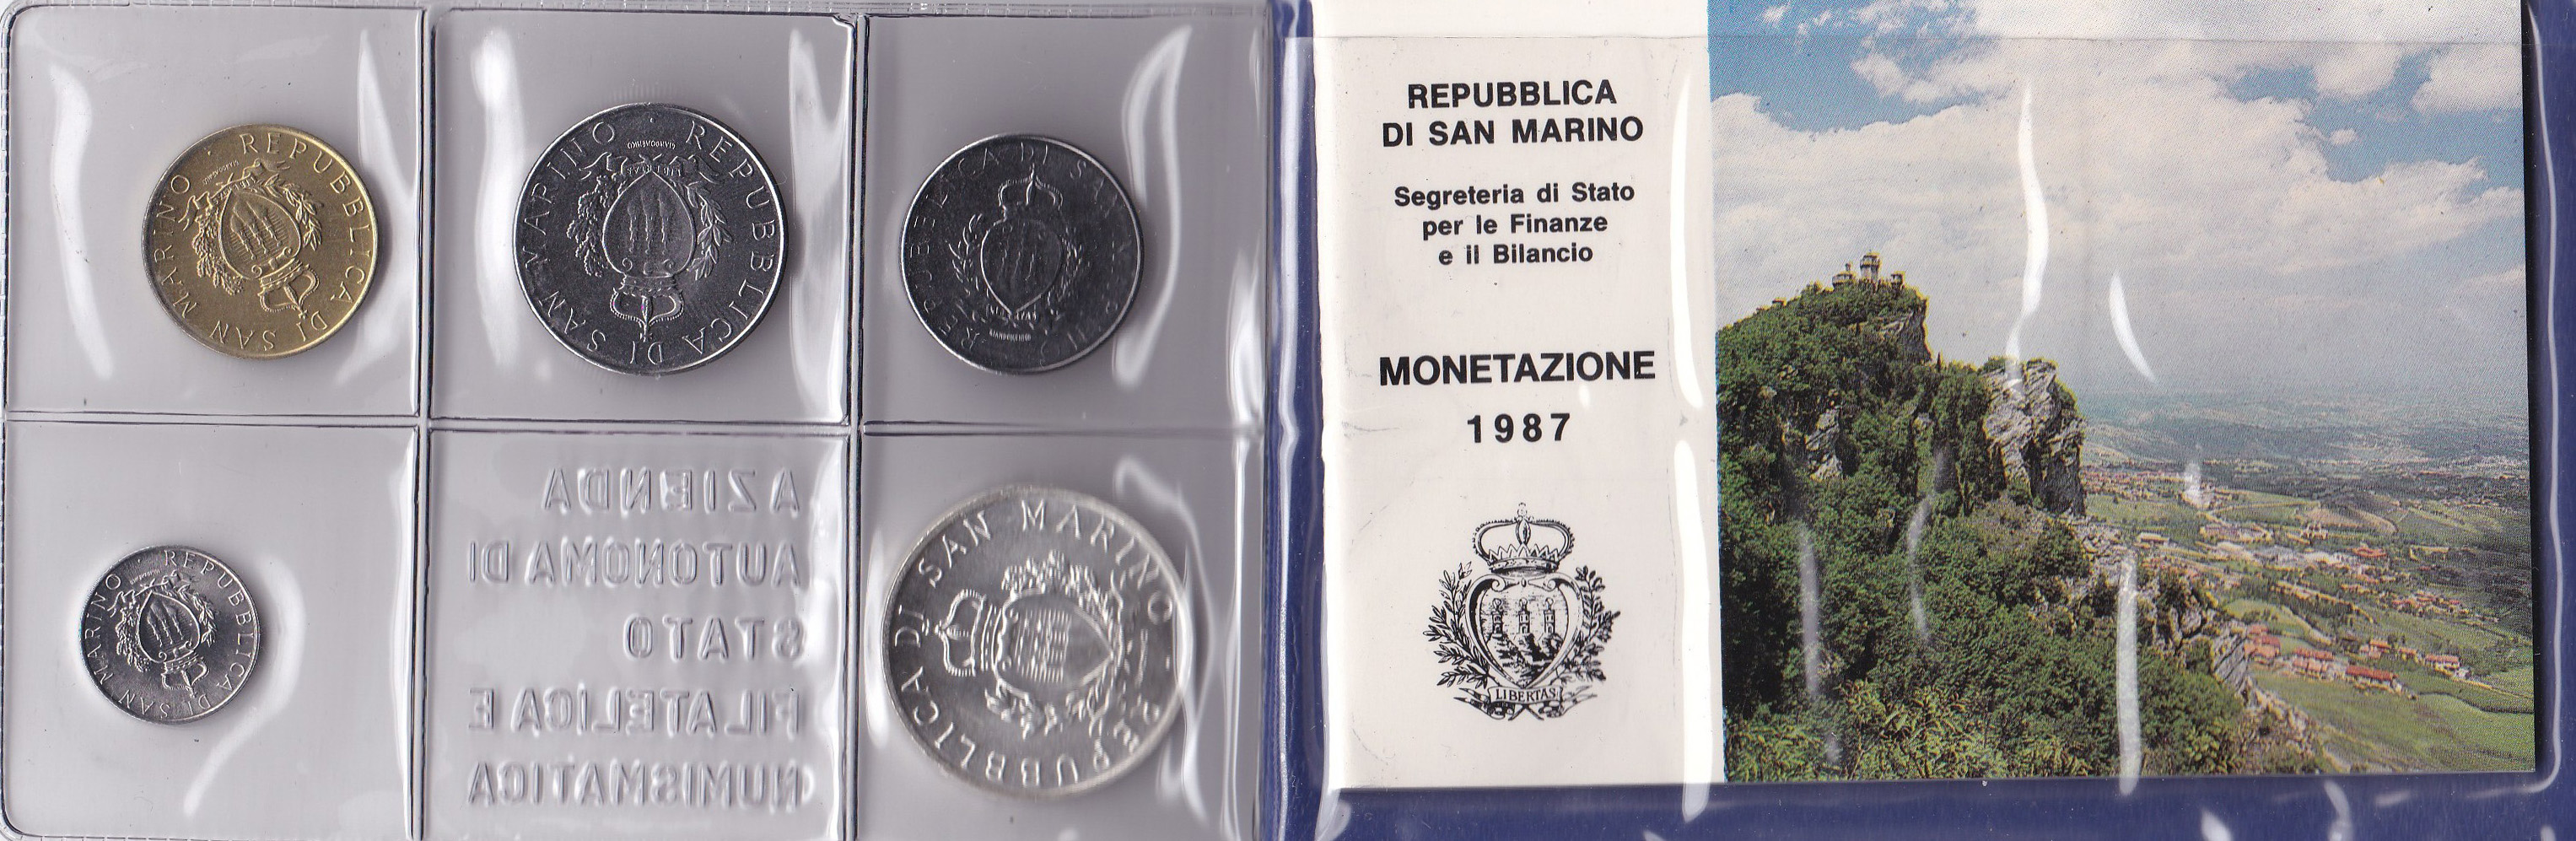 REPUBBLICA DI SAN MARINO
REPUBBLICA DI SAN MARINO
LIBERTAS
REPUBBLICA DI SAN MARINO
REPUBBLICA DI SAN MARINO
REPUBBLICA DI SAN MARINO
AZIENDA
AUTONOMA DI
STATO
FILATELICA E
NUMISMATICA
REPUBBLICA
DI SAN MARINO
Segreteria di Stato
per le Finanze
e il Bilancio
MONETAZIONE
1987
LIBERTAS